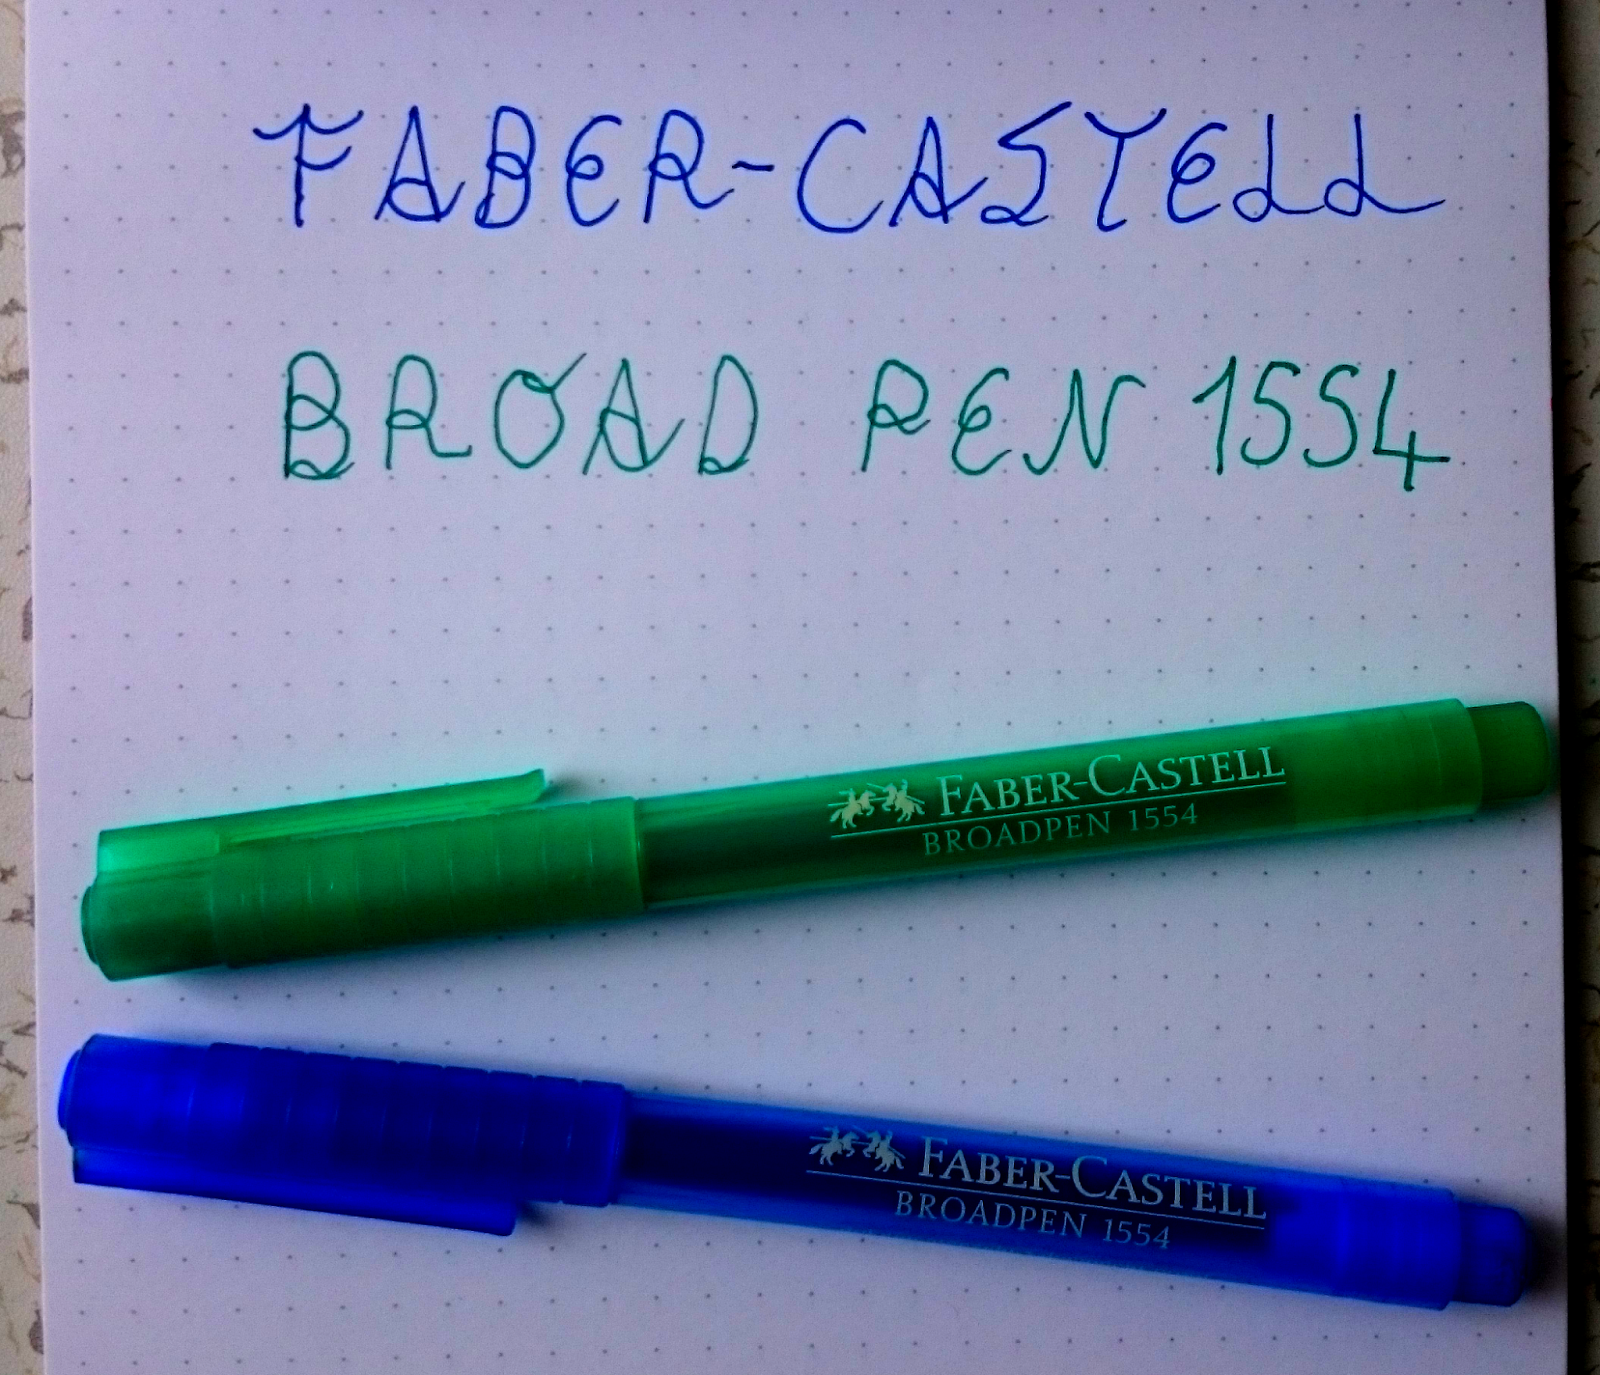 FABER-CASTELL
BROAD PEN 1554
FABER-CASTELL
BROADPEN 1554
FABER-CASTELL
BROADPEN 1554